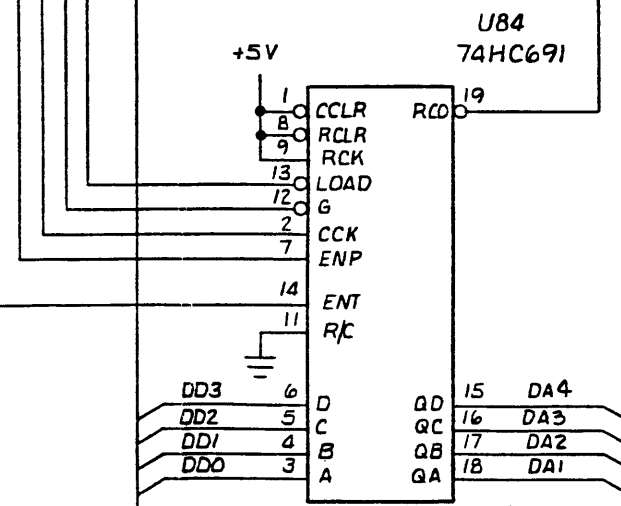 U84
74HC691
+5V
1 CCLR RCO 19
8 RCLR
9 RCK
13 LOAD
12 G
2 CCK
7 ENP
14 ENT
11 R/C
DD3 6 D QD 15 DA4
DD2 5 C QC 16 DA3
DD1 4 B QB 17 DA2
DD0 3 A QA 18 DA1